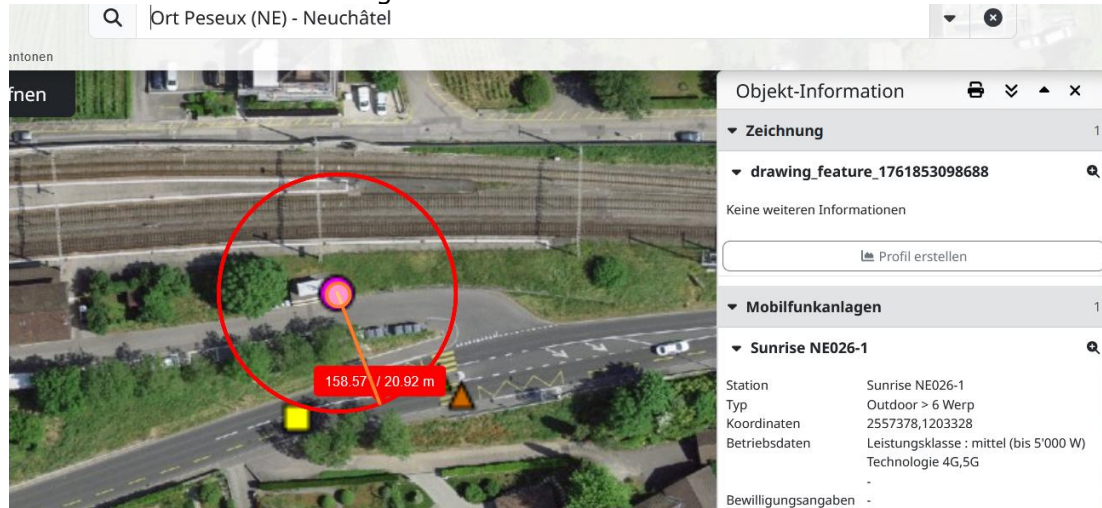 Ort Peseux (NE) - Neuchâtel
antonen
fnen
158.57 / 20.92 m
Objekt-Information
Zeichnung 1
drawing_feature_1761853098688
Keine weiteren Informationen
Profil erstellen
Mobilfunkanlagen 1
Sunrise NE026-1
Station Sunrise NE026-1
Typ Outdoor > 6 Werp
Koordinaten 2557378,1203328
Betriebsdaten Leistungsklasse : mittel (bis 5'000 W)
Technologie 4G,5G
-
Bewilligungsangaben -